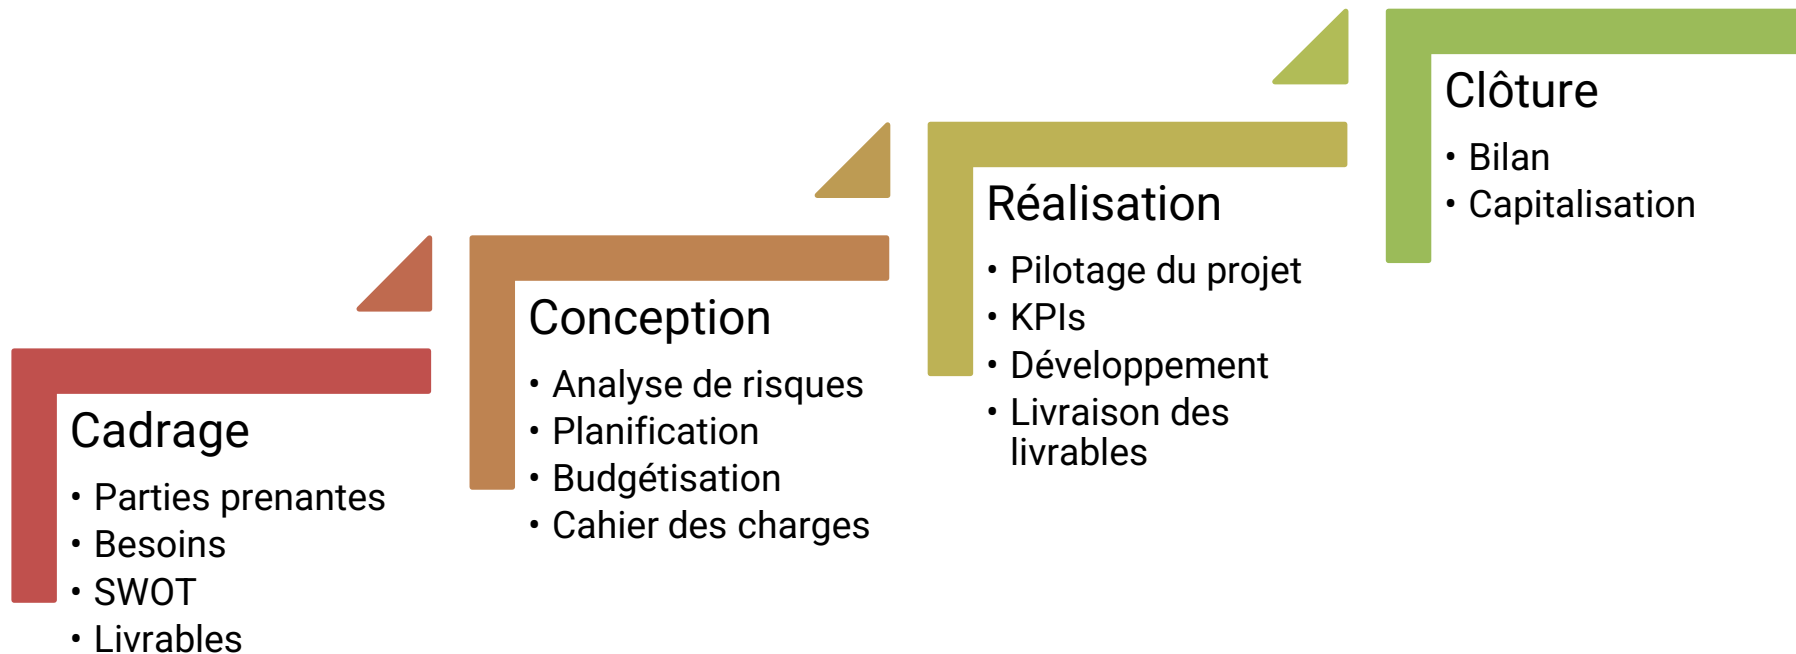 Cadrage
• Parties prenantes
• Besoins
• SWOT
• Livrables
Conception
• Analyse de risques
• Planification
• Budgétisation
• Cahier des charges
Réalisation
• Pilotage du projet
• KPIs
• Développement
• Livraison des
livrables
Clôture
• Bilan
• Capitalisation